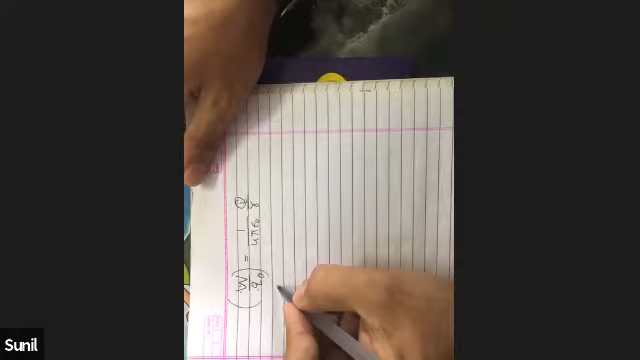 (W/q₀) = 1/4πε₀ Q/r
Sunil